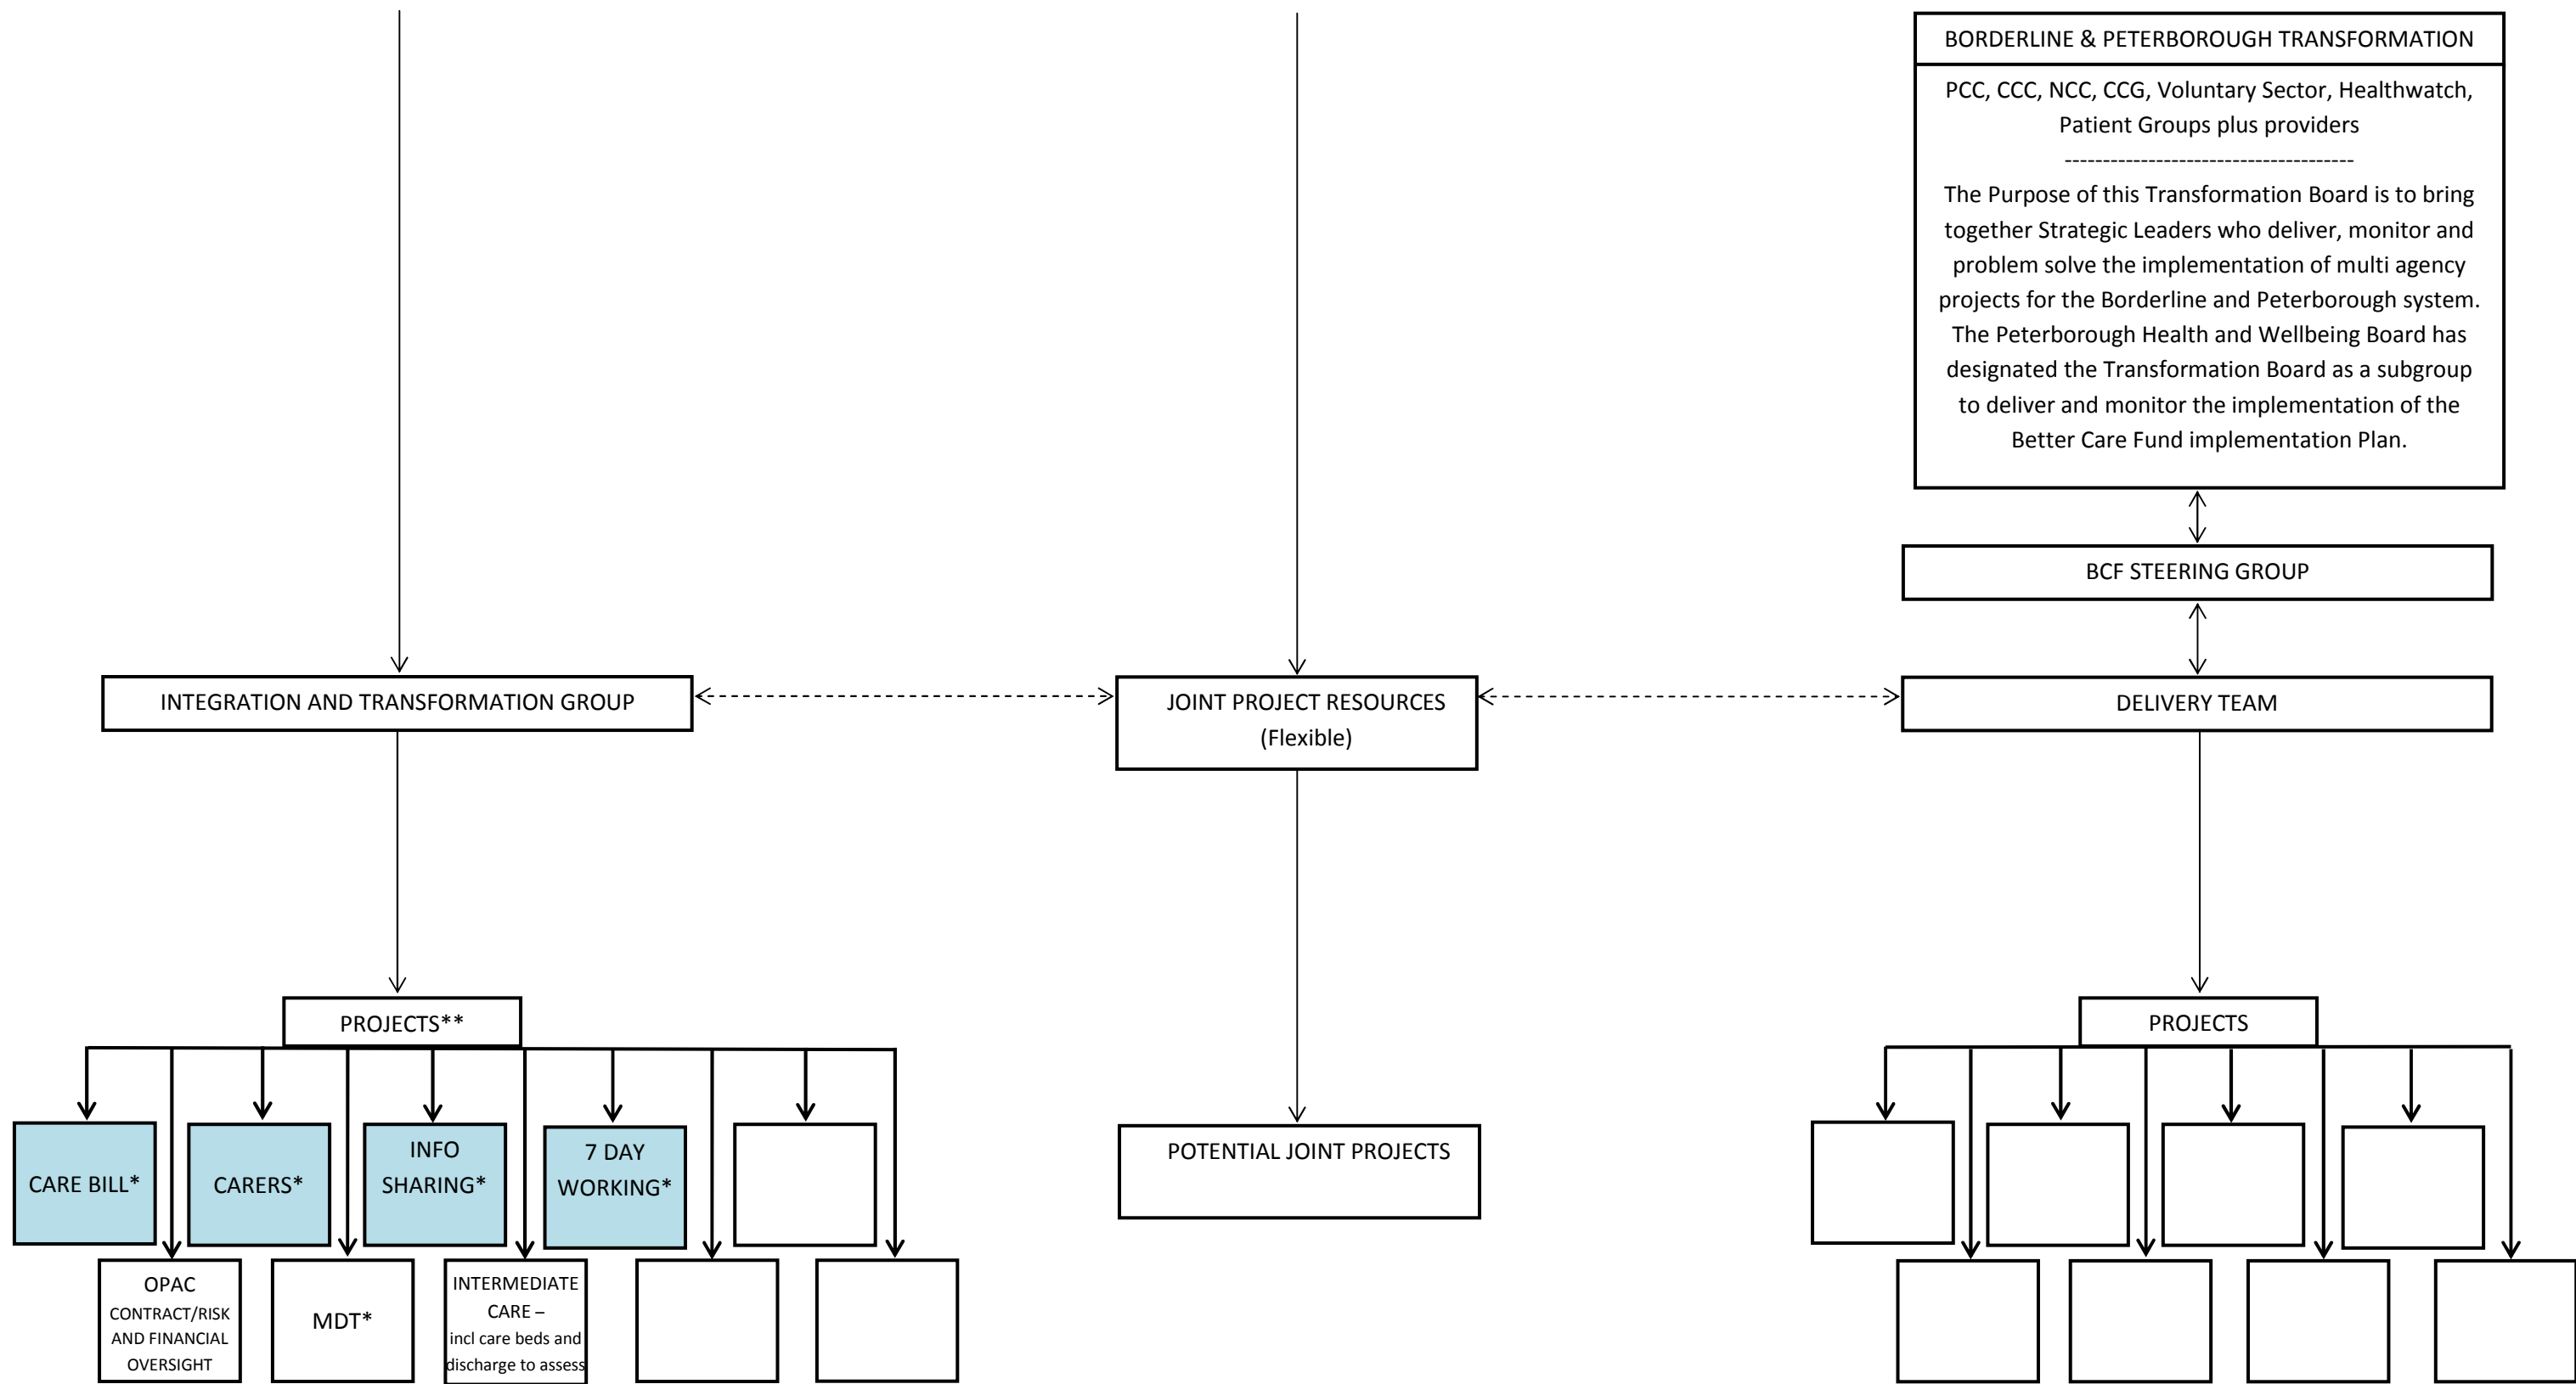 BORDERLINE & PETERBOROUGH TRANSFORMATION
PCC, CCC, NCC, CCG, Voluntary Sector, Healthwatch,
Patient Groups plus providers
--------------------------------------
The Purpose of this Transformation Board is to bring
together Strategic Leaders who deliver, monitor and
problem solve the implementation of multi agency
projects for the Borderline and Peterborough system.
The Peterborough Health and Wellbeing Board has
designated the Transformation Board as a subgroup
to deliver and monitor the implementation of the
Better Care Fund implementation Plan.
BCF STEERING GROUP
INTEGRATION AND TRANSFORMATION GROUP
JOINT PROJECT RESOURCES
(Flexible)
DELIVERY TEAM
PROJECTS**
PROJECTS
CARE BILL*
CARERS*
INFO
SHARING*
7 DAY
WORKING*
POTENTIAL JOINT PROJECTS
OPAC
CONTRACT/RISK
AND FINANCIAL
OVERSIGHT
MDT*
INTERMEDIATE
CARE –
incl care beds and
discharge to assess